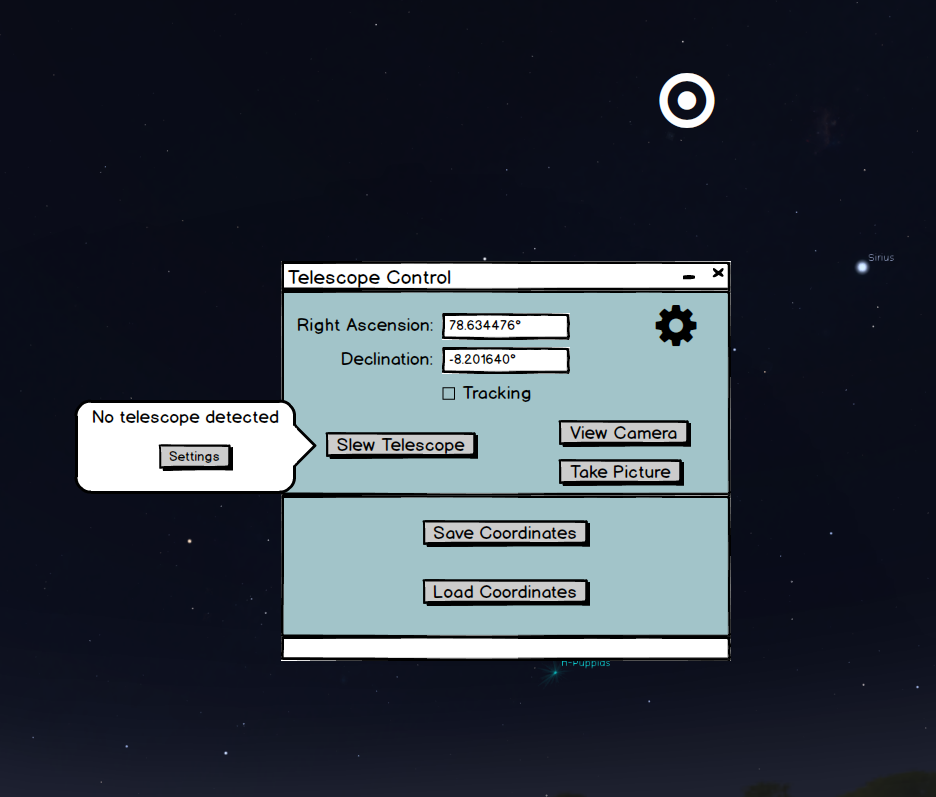 Sirius
Telescope Control
Right Ascension: 78.634476°
Declination: -8.201640°
Tracking
No telescope detected
Settings
Slew Telescope
View Camera
Take Picture
Save Coordinates
Load Coordinates
π-Puppids